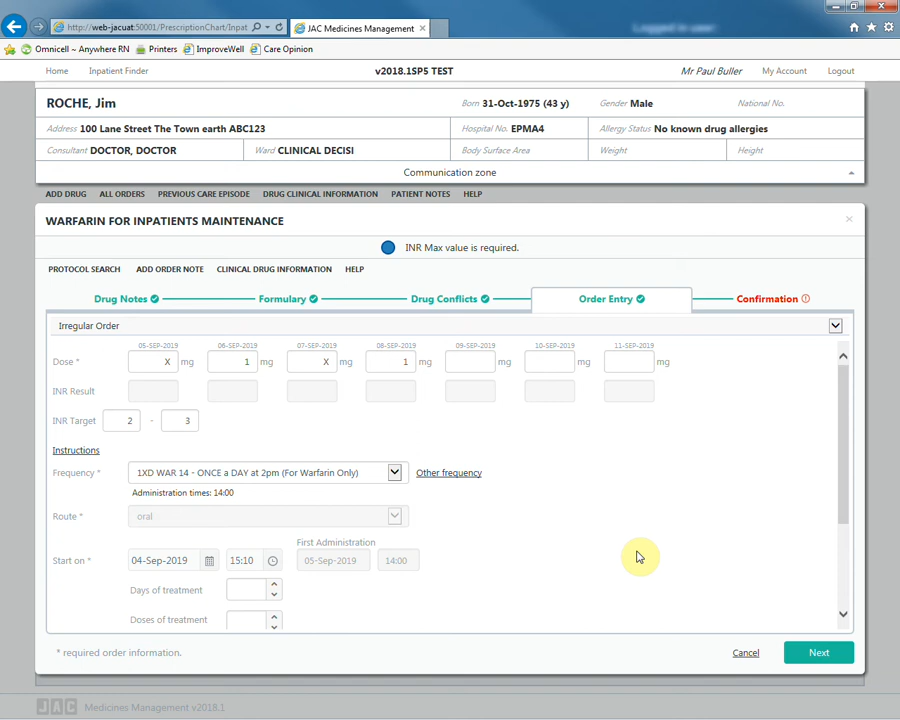 http://web-jacuat:50001/PrescriptionChart/Inpat
JAC Medicines Management
Logged in user:
Omnicell ~ Anywhere RN Printers ImproveWell Care Opinion
Home Inpatient Finder v2018.1SP5 TEST Mr Paul Buller My Account Logout
ROCHE, Jim Born 31-Oct-1975 (43 y) Gender Male National No.
Address 100 Lane Street The Town earth ABC123 Hospital No. EPMA4 Allergy Status No known drug allergies
Consultant DOCTOR, DOCTOR Ward CLINICAL DECISI Body Surface Area Weight Height
Communication zone
ADD DRUG ALL ORDERS PREVIOUS CARE EPISODE DRUG CLINICAL INFORMATION PATIENT NOTES HELP
WARFARIN FOR INPATIENTS MAINTENANCE
INR Max value is required.
PROTOCOL SEARCH ADD ORDER NOTE CLINICAL DRUG INFORMATION HELP
Drug Notes Formulary Drug Conflicts Order Entry Confirmation
Irregular Order
05-SEP-2019 06-SEP-2019 07-SEP-2019 08-SEP-2019 09-SEP-2019 10-SEP-2019 11-SEP-2019
Dose * X mg 1 mg X mg 1 mg mg mg mg
INR Result
INR Target 2 - 3
Instructions
Frequency * 1XD WAR 14 - ONCE a DAY at 2pm (For Warfarin Only) Other frequency
Administration times: 14:00
Route * oral
First Administration
Start on * 04-Sep-2019 15:10 05-Sep-2019 14:00
Days of treatment
Doses of treatment
* required order information. Cancel Next
JAC Medicines Management v2018.1